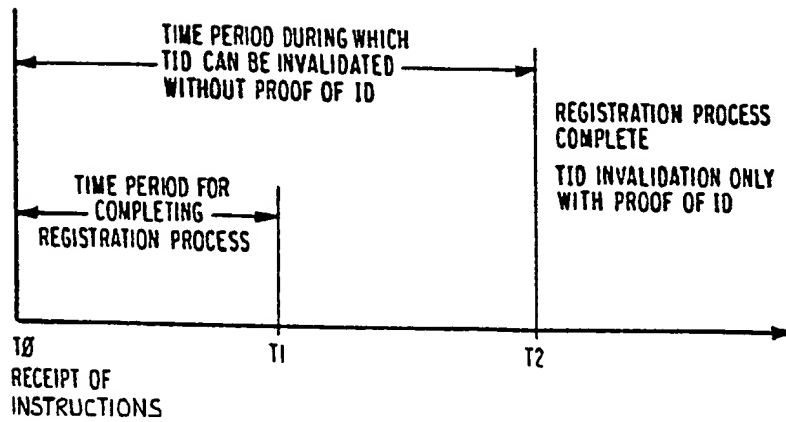 TIME PERIOD DURING WHICH
TID CAN BE INVALIDATED
WITHOUT PROOF OF ID
REGISTRATION PROCESS
COMPLETE
TID INVALIDATION ONLY
WITH PROOF OF ID
TIME PERIOD FOR
COMPLETING
REGISTRATION PROCESS
TØ
T1
T2
RECEIPT OF
INSTRUCTIONS